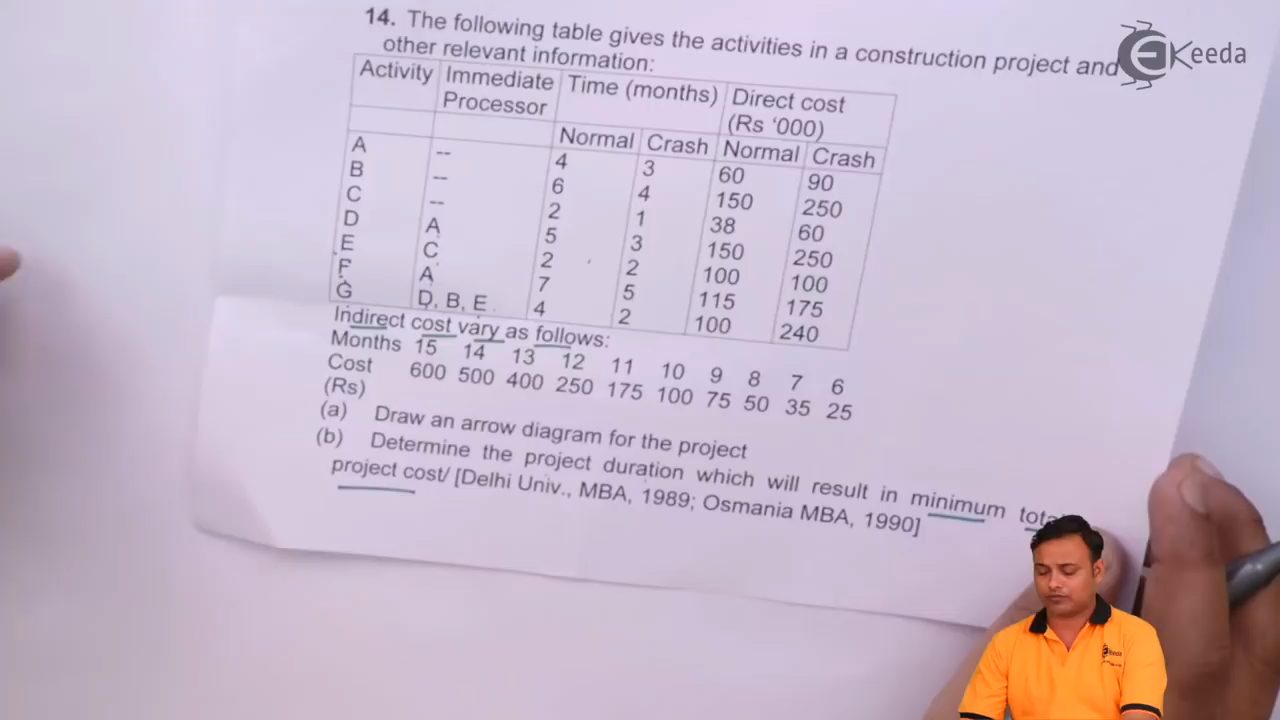 14. The following table gives the activities in a construction project and
other relevant information:
Activity Immediate Processor Time (months) Direct cost (Rs '000)
Normal Crash Normal Crash
A -- 4 3 60 90
B -- 6 4 150 250
C -- 2 1 38 60
D A 5 3 150 250
E C 2 2 100 100
F A 7 5 115 175
G D, B, E 4 2 100 240
Indirect cost vary as follows:
Months 15 14 13 12 11 10 9 8 7 6
Cost 600 500 400 250 175 100 75 50 35 25
(Rs)
(a) Draw an arrow diagram for the project
(b) Determine the project duration which will result in minimum
project cost/ [Delhi Univ., MBA, 1989; Osmania MBA, 1990]
Keeda